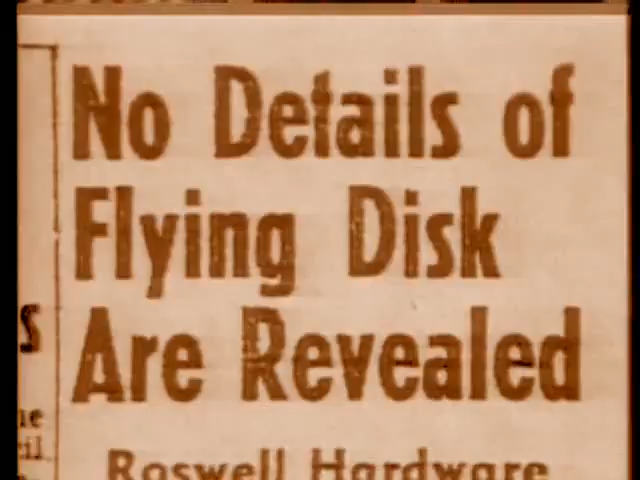 No Details of
Flying Disk
Are Revealed
Roswell Hardware